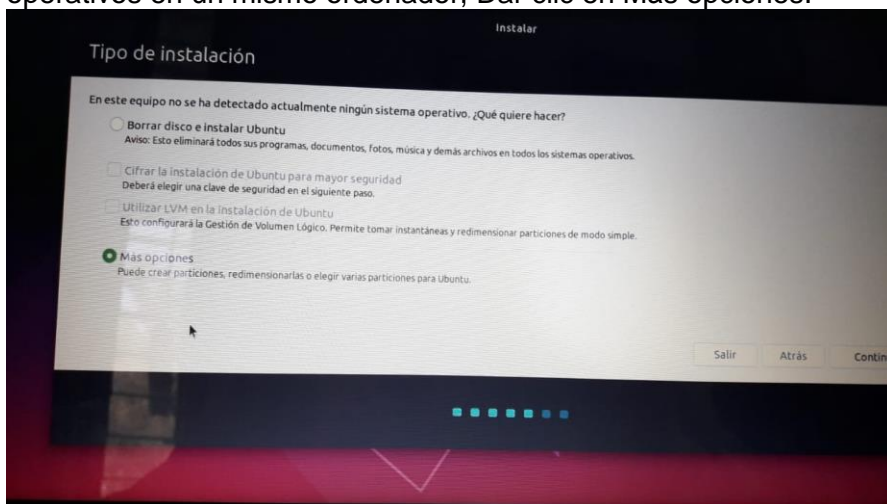 operativos en un mismo ordenador, Dar clic en Más opciones.
Instalar
Tipo de instalación
En este equipo no se ha detectado actualmente ningún sistema operativo. ¿Qué quiere hacer?
Borrar disco e instalar Ubuntu
Aviso: Esto eliminará todos sus programas, documentos, fotos, música y demás archivos en todos los sistemas operativos.
Cifrar la instalación de Ubuntu para mayor seguridad
Deberá elegir una clave de seguridad en el siguiente paso.
Utilizar LVM en la instalación de Ubuntu
Esto configurará la Gestión de Volumen Lógico. Permite tomar instantáneas y redimensionar particiones de modo simple.
Más opciones
Puede crear particiones, redimensionarlas o elegir varias particiones para Ubuntu.
Salir Atrás Contin